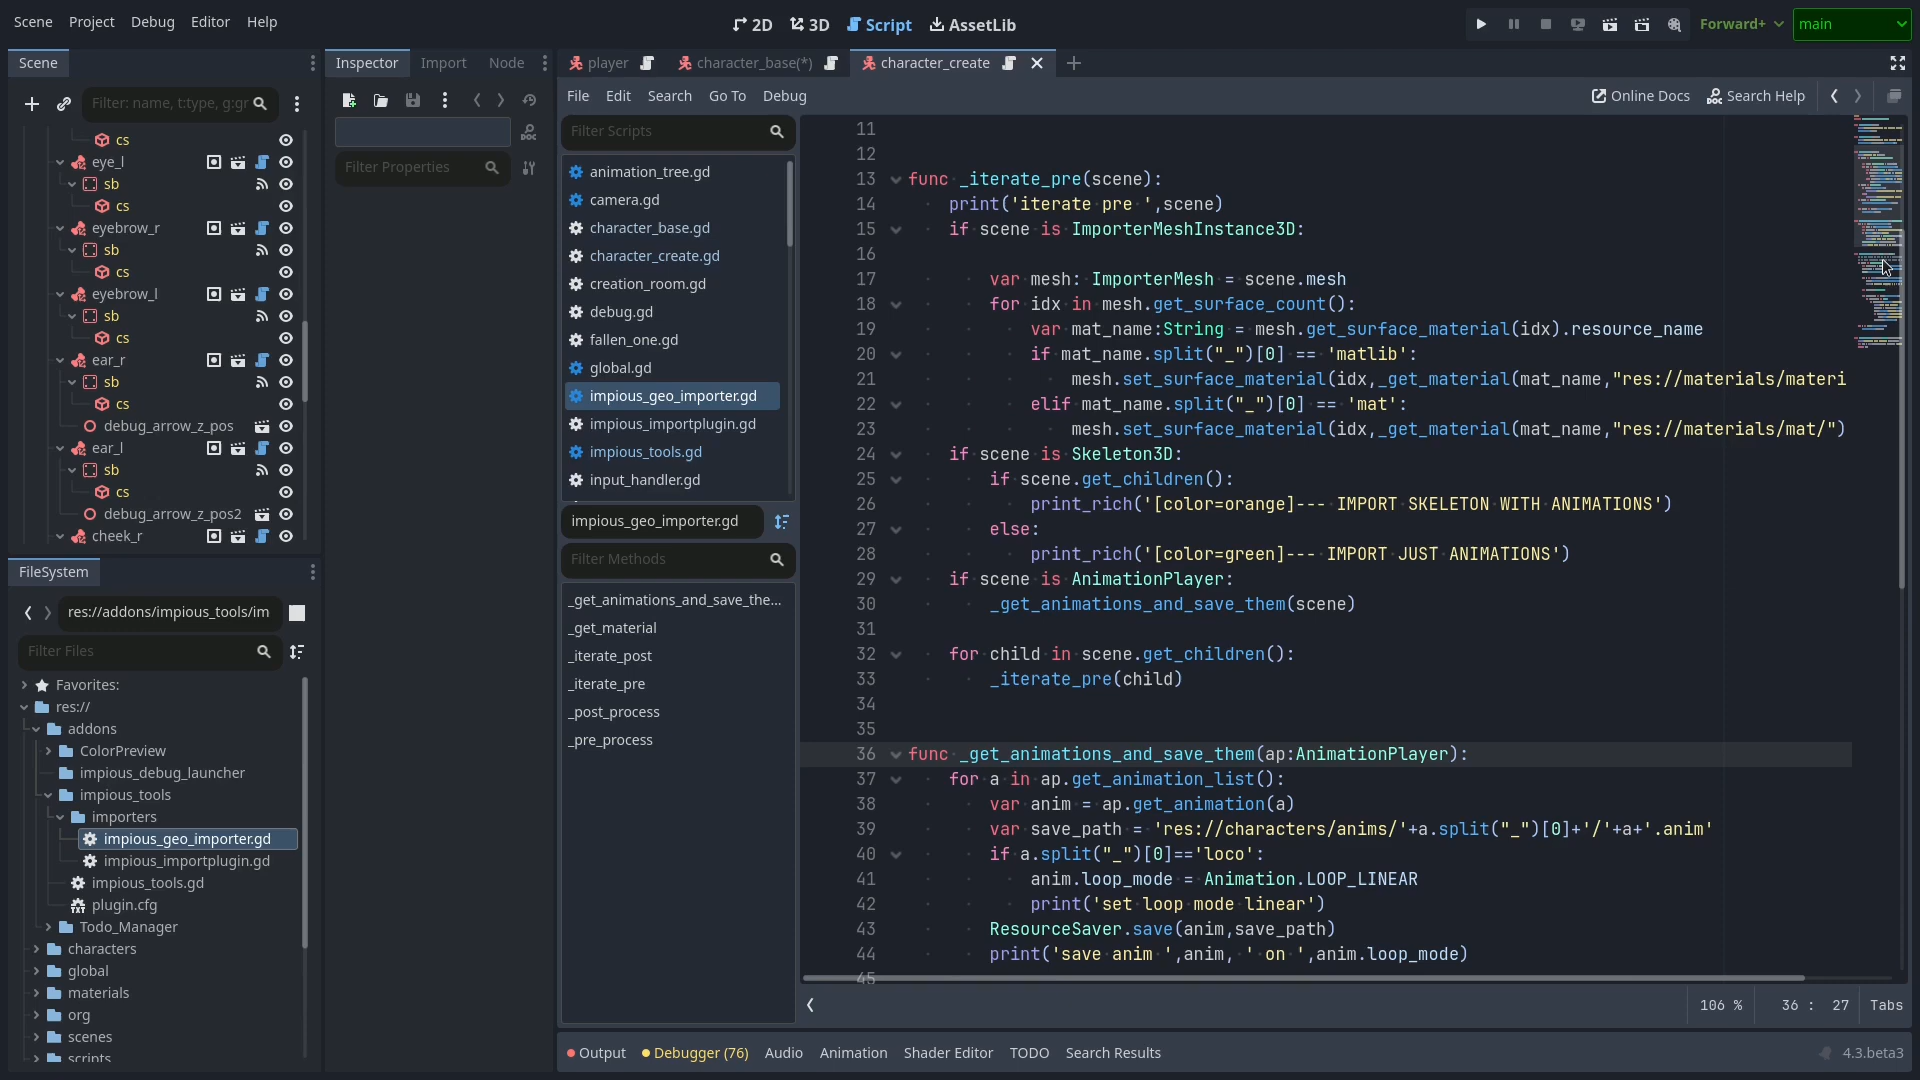 Scene Project Debug Editor Help
2D 3D Script AssetLib
Forward+ main
Scene
Filter: name, t:type, g:gr
cs
eye_l
sb
cs
eyebrow_r
sb
cs
eyebrow_l
sb
cs
ear_r
sb
cs
debug_arrow_z_pos
ear_l
sb
cs
debug_arrow_z_pos2
cheek_r
FileSystem
res://addons/impious_tools/im
Filter Files
Favorites:
res://
addons
ColorPreview
impious_debug_launcher
impious_tools
importers
impious_geo_importer.gd
impious_importplugin.gd
impious_tools.gd
plugin.cfg
Todo_Manager
characters
global
materials
org
scenes
scripts
Inspector Import Node
Filter Properties
player character_base(*) character_create
File Edit Search Go To Debug
Online Docs Search Help
Filter Scripts
animation_tree.gd
camera.gd
character_base.gd
character_create.gd
creation_room.gd
debug.gd
fallen_one.gd
global.gd
impious_geo_importer.gd
impious_importplugin.gd
impious_tools.gd
input_handler.gd
impious_geo_importer.gd
Filter Methods
_get_animations_and_save_the...
_get_material
_iterate_post
_iterate_pre
_post_process
_pre_process
11
12
13 func _iterate_pre(scene):
14 print('iterate pre ',scene)
15 if scene is ImporterMeshInstance3D:
16
17 var mesh: ImporterMesh = scene.mesh
18 for idx in mesh.get_surface_count():
19 var mat_name:String = mesh.get_surface_material(idx).resource_name
20 if mat_name.split("_")[0] == 'matlib':
21 mesh.set_surface_material(idx,_get_material(mat_name,"res://materials/materi
22 elif mat_name.split("_")[0] == 'mat':
23 mesh.set_surface_material(idx,_get_material(mat_name,"res://materials/mat/")
24 if scene is Skeleton3D:
25 if scene.get_children():
26 print_rich('[color=orange]--- IMPORT SKELETON WITH ANIMATIONS')
27 else:
28 print_rich('[color=green]--- IMPORT JUST ANIMATIONS')
29 if scene is AnimationPlayer:
30 _get_animations_and_save_them(scene)
31
32 for child in scene.get_children():
33 _iterate_pre(child)
34
35
36 func _get_animations_and_save_them(ap:AnimationPlayer):
37 for a in ap.get_animation_list():
38 var anim = ap.get_animation(a)
39 var save_path = 'res://characters/anims/'+a.split("_")[0]+'/'+a+'.anim'
40 if a.split("_")[0]=='loco':
41 anim.loop_mode = Animation.LOOP_LINEAR
42 print('set loop mode linear')
43 ResourceSaver.save(anim,save_path)
44 print('save anim ',anim, ' on ',anim.loop_mode)
45
106 % 36 : 27 Tabs
Output Debugger (76) Audio Animation Shader Editor TODO Search Results
4.3.beta3